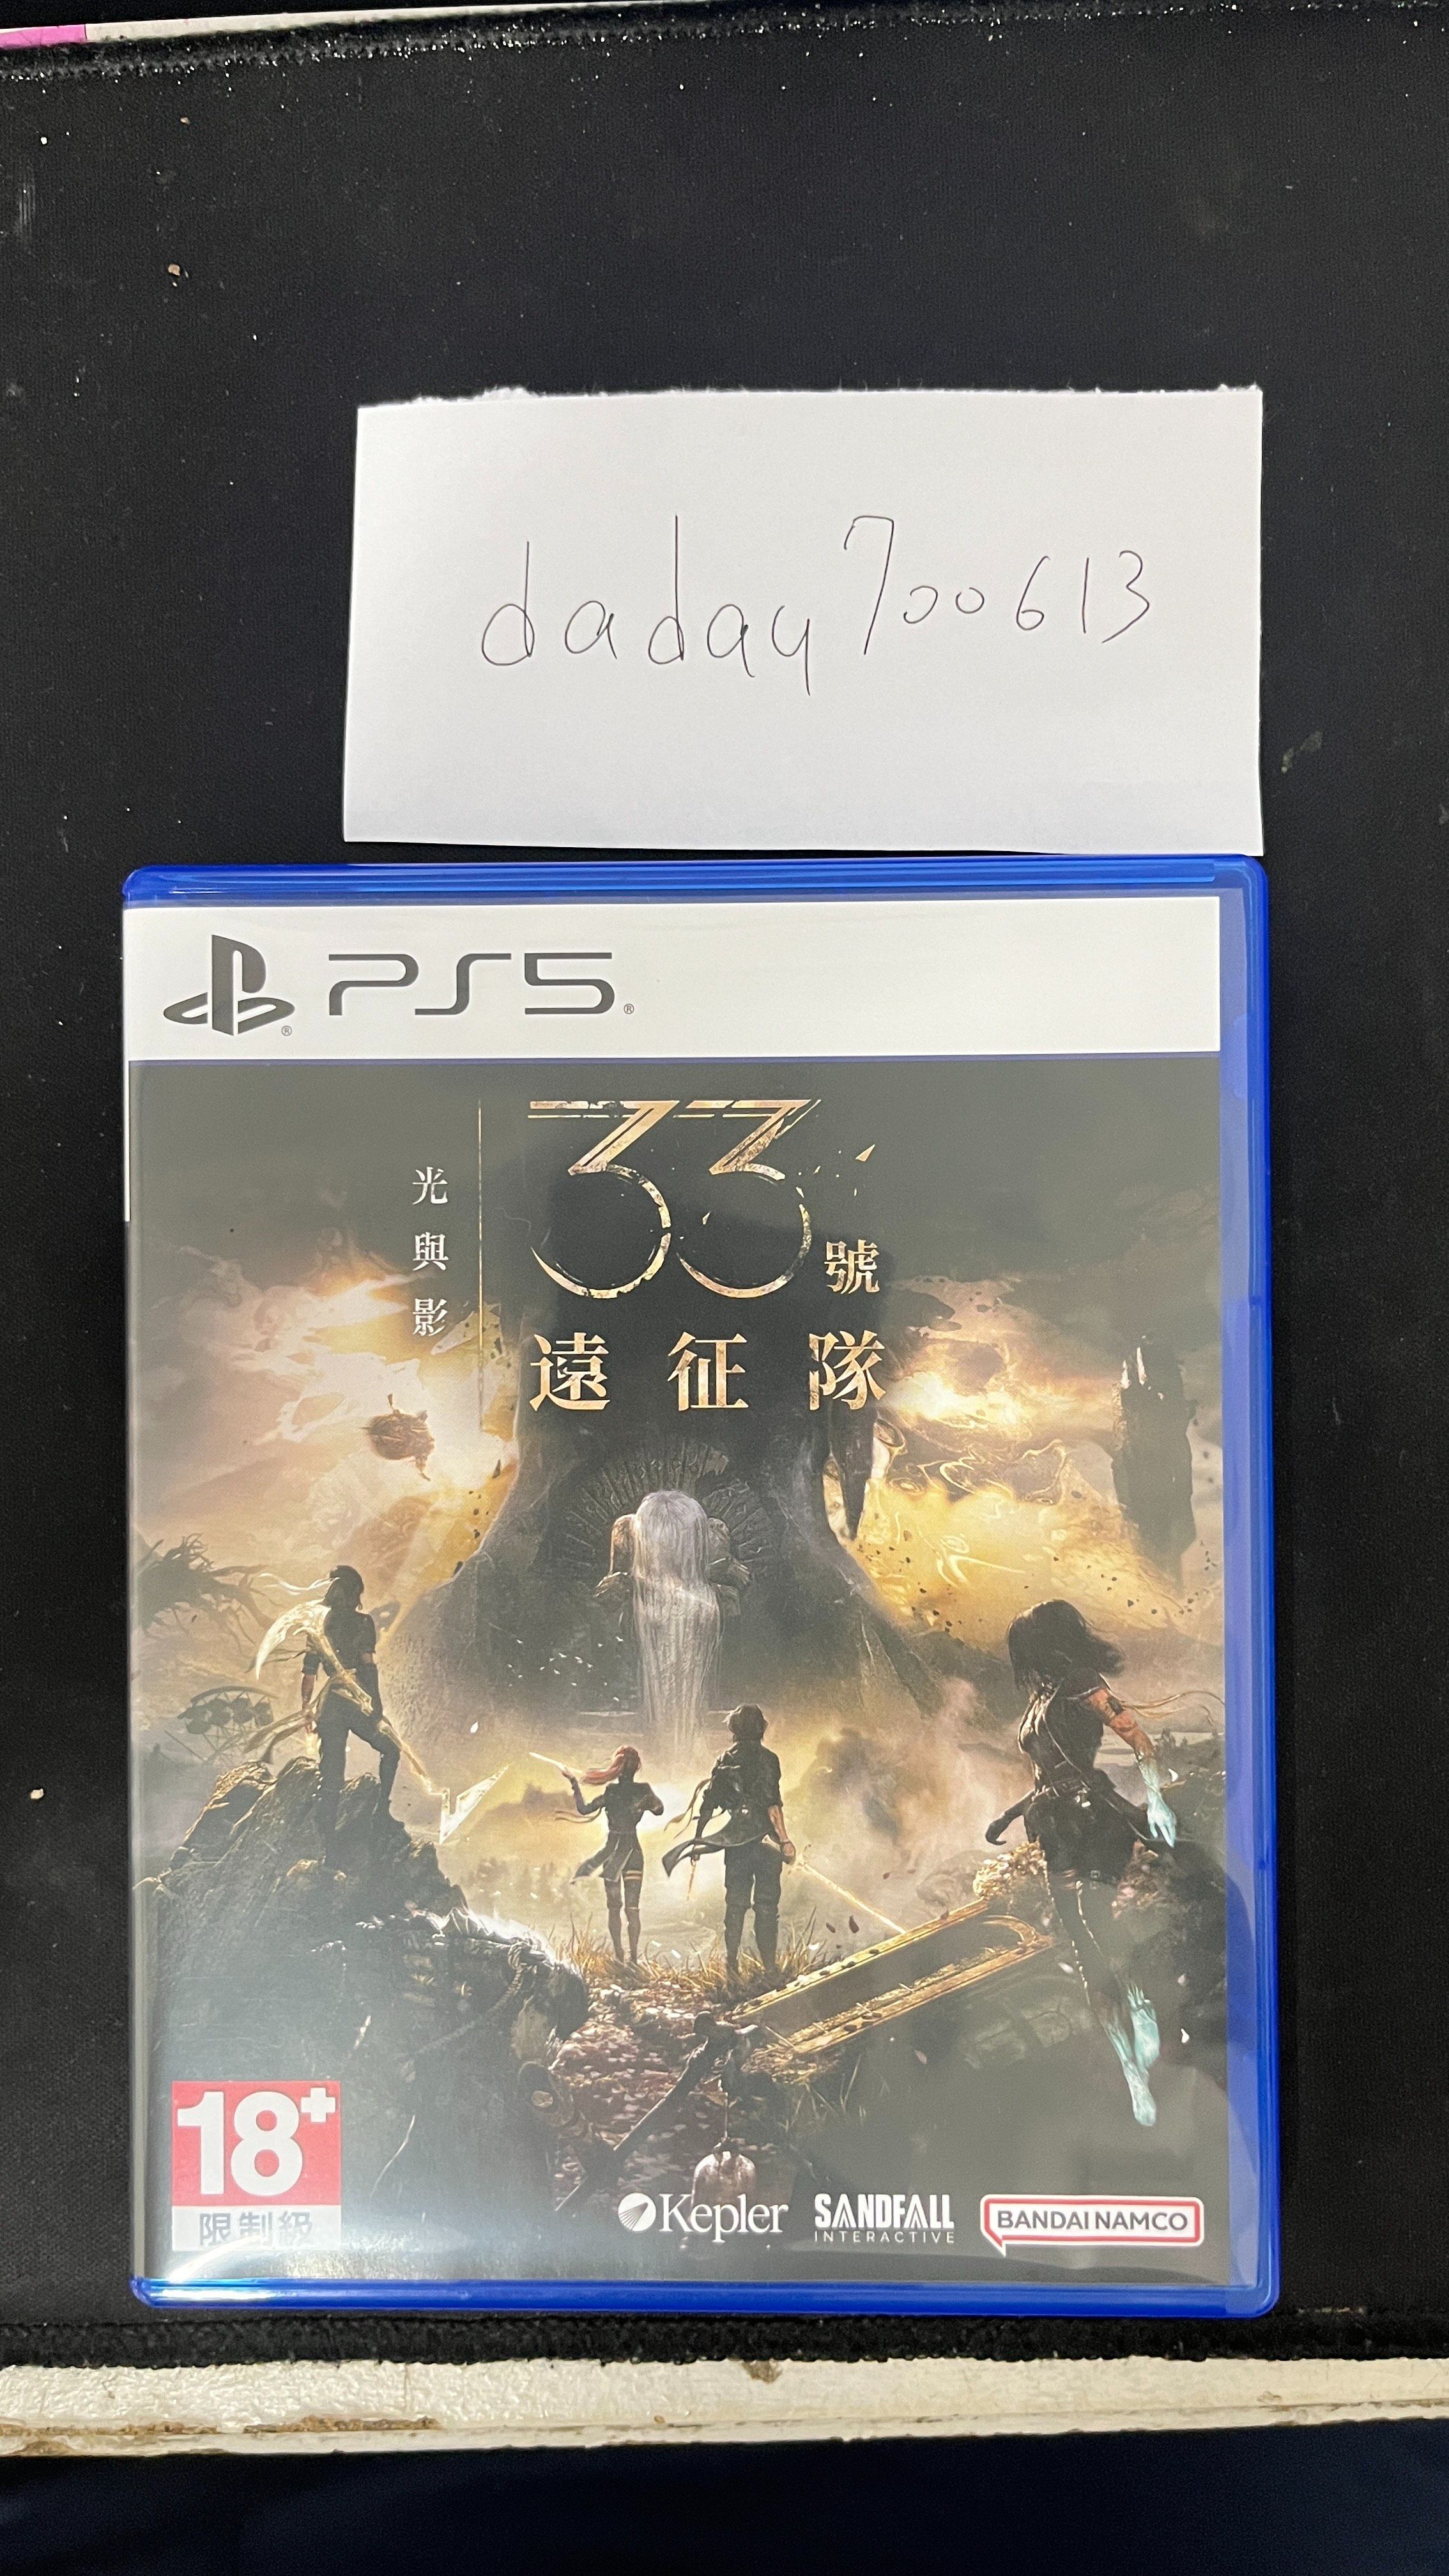 daday700613
PS5
光與影
33號
遠征隊
18+
限制級
Kepler
SANDFALL
INTERACTIVE
BANDAI NAMCO